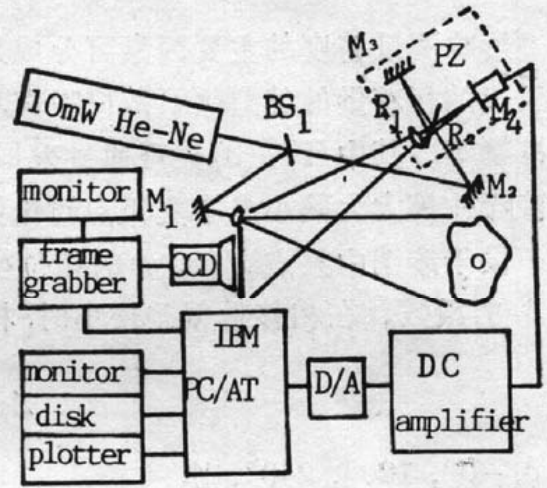 M3
PZ
10mW He-Ne
BS1
R1
R2
M4
monitor
M1
M2
frame
grabber
CCD
O
IBM
PC/AT
monitor
disk
plotter
D/A
DC
amplifier